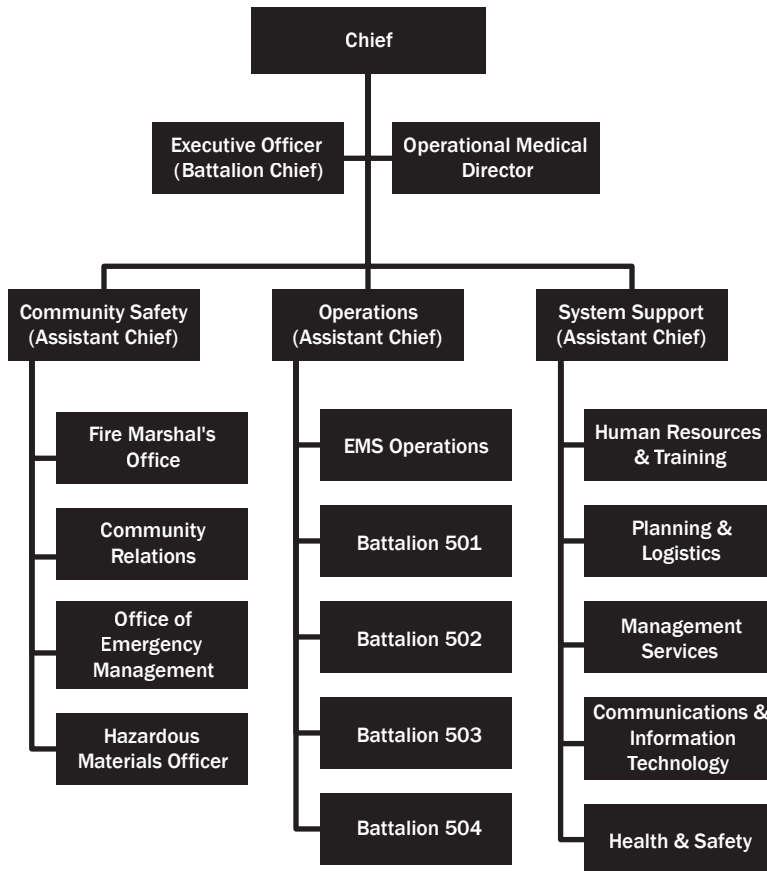 Chief
Executive Officer
(Battalion Chief)
Operational Medical
Director
Community Safety
(Assistant Chief)
Operations
(Assistant Chief)
System Support
(Assistant Chief)
Fire Marshal's
Office
Community
Relations
Office of
Emergency
Management
Hazardous
Materials Officer
EMS Operations
Battalion 501
Battalion 502
Battalion 503
Battalion 504
Human Resources
& Training
Planning &
Logistics
Management
Services
Communications &
Information
Technology
Health & Safety